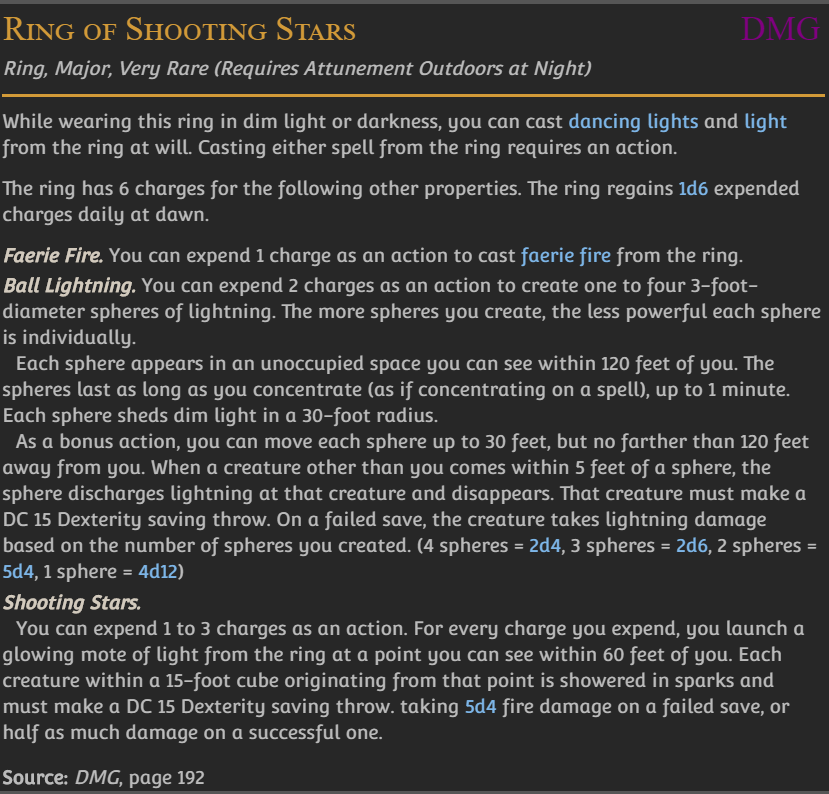 RING OF SHOOTING STARS DMG
Ring, Major, Very Rare (Requires Attunement Outdoors at Night)
While wearing this ring in dim light or darkness, you can cast dancing lights and light
from the ring at will. Casting either spell from the ring requires an action.
The ring has 6 charges for the following other properties. The ring regains 1d6 expended
charges daily at dawn.
Faerie Fire. You can expend 1 charge as an action to cast faerie fire from the ring.
Ball Lightning. You can expend 2 charges as an action to create one to four 3-foot-
diameter spheres of lightning. The more spheres you create, the less powerful each sphere
is individually.
Each sphere appears in an unoccupied space you can see within 120 feet of you. The
spheres last as long as you concentrate (as if concentrating on a spell), up to 1 minute.
Each sphere sheds dim light in a 30-foot radius.
As a bonus action, you can move each sphere up to 30 feet, but no farther than 120 feet
away from you. When a creature other than you comes within 5 feet of a sphere, the
sphere discharges lightning at that creature and disappears. That creature must make a
DC 15 Dexterity saving throw. On a failed save, the creature takes lightning damage
based on the number of spheres you created. (4 spheres = 2d4, 3 spheres = 2d6, 2 spheres =
5d4, 1 sphere = 4d12)
Shooting Stars.
You can expend 1 to 3 charges as an action. For every charge you expend, you launch a
glowing mote of light from the ring at a point you can see within 60 feet of you. Each
creature within a 15-foot cube originating from that point is showered in sparks and
must make a DC 15 Dexterity saving throw. taking 5d4 fire damage on a failed save, or
half as much damage on a successful one.
Source: DMG, page 192